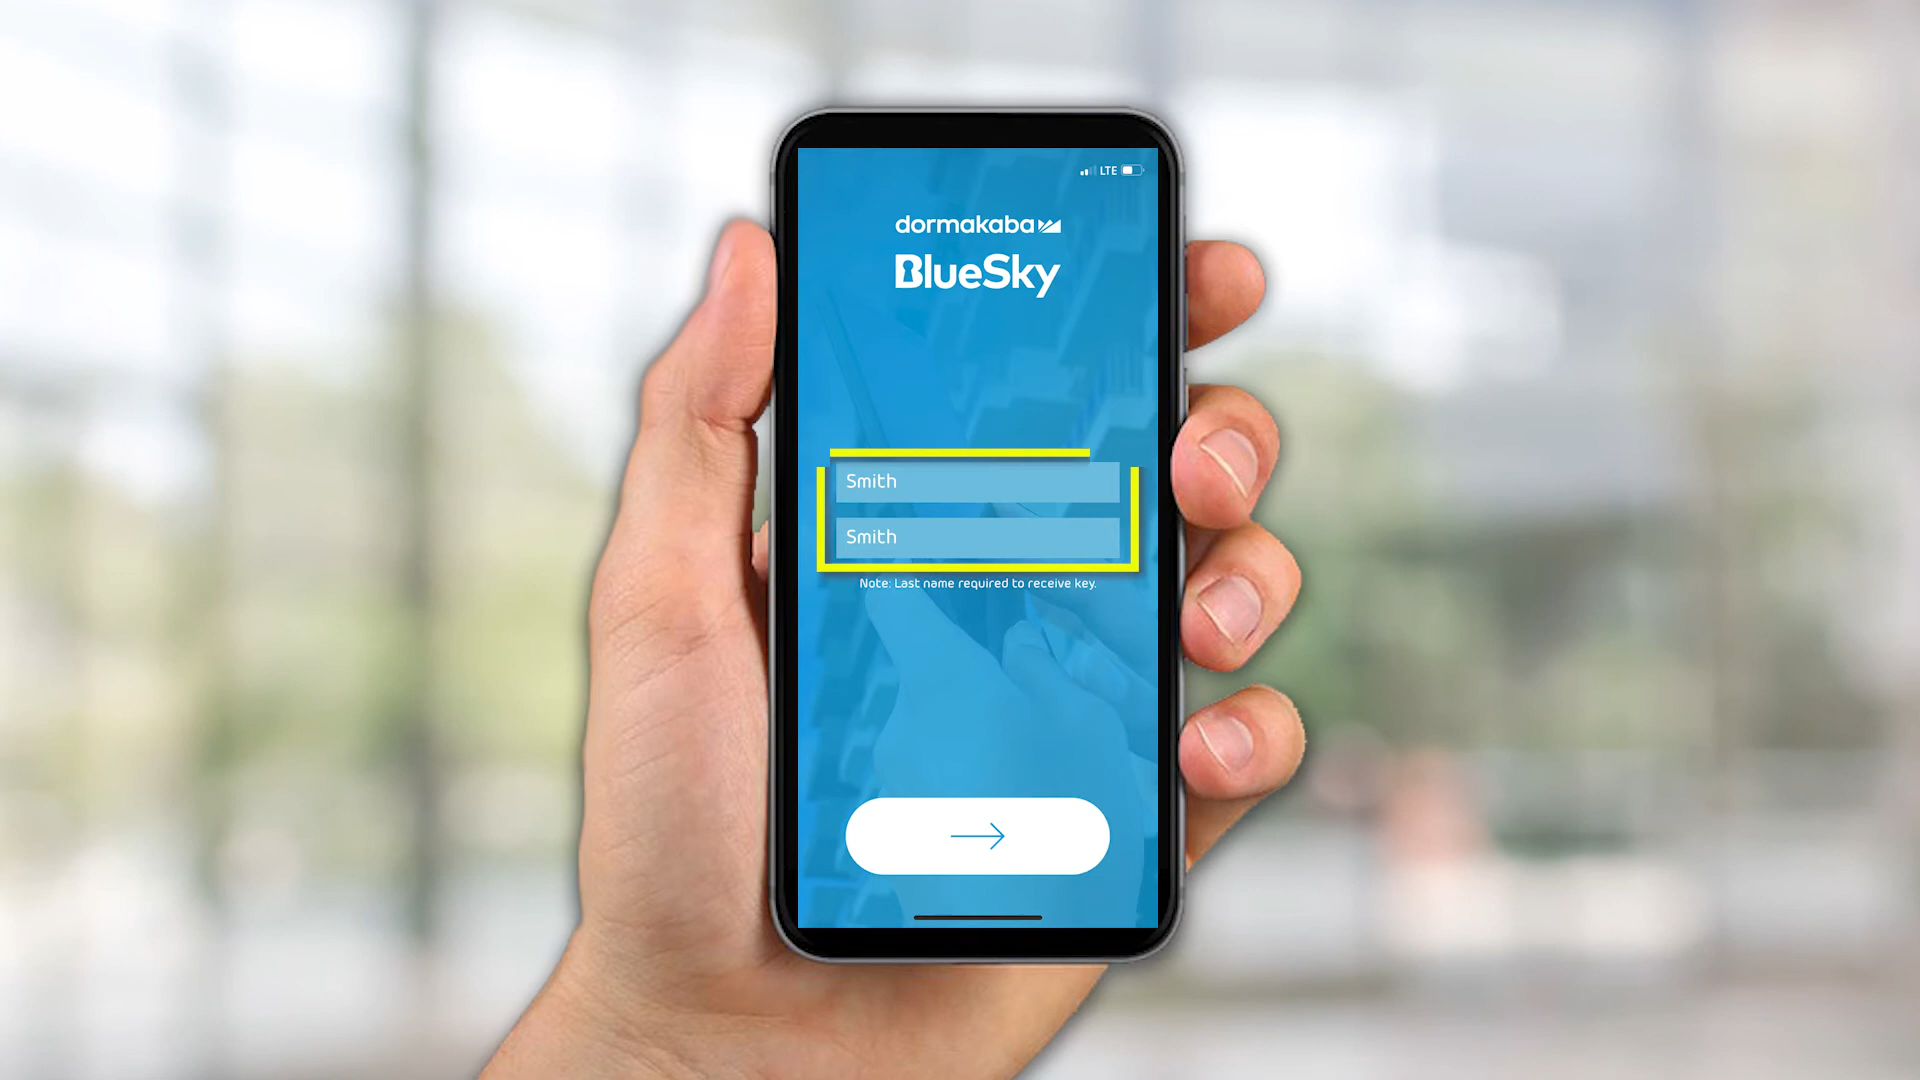 LTE
dormakaba
BlueSky
Smith
Smith
Note: Last name required to receive key.